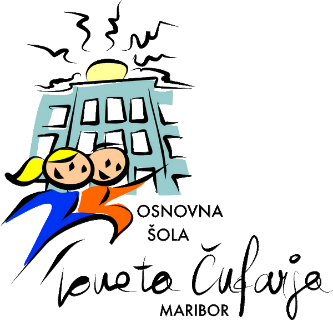 OSNOVNA
ŠOLA
Toneta Čufarja
MARIBOR